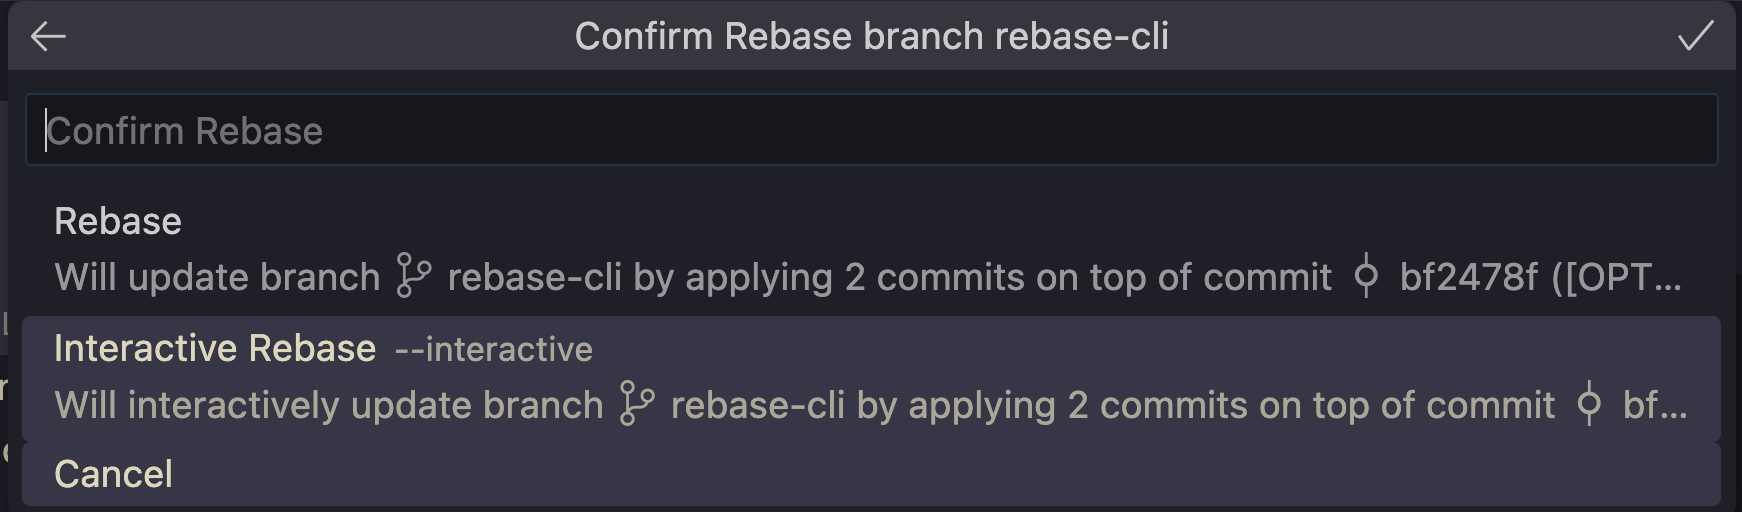 Confirm Rebase branch rebase-cli
Confirm Rebase
Rebase
Will update branch rebase-cli by applying 2 commits on top of commit bf2478f ([OPT...
Interactive Rebase --interactive
Will interactively update branch rebase-cli by applying 2 commits on top of commit bf...
Cancel